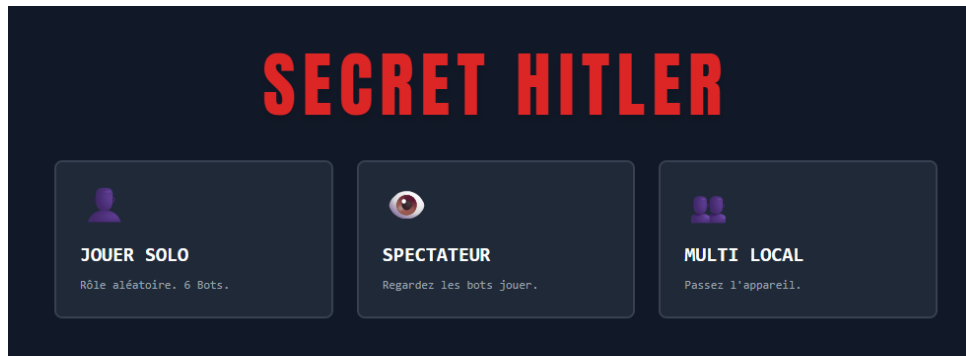 SECRET HITLER
JOUER SOLO
Rôle aléatoire. 6 Bots.
SPECTATEUR
Regardez les bots jouer.
MULTI LOCAL
Passez l'appareil.